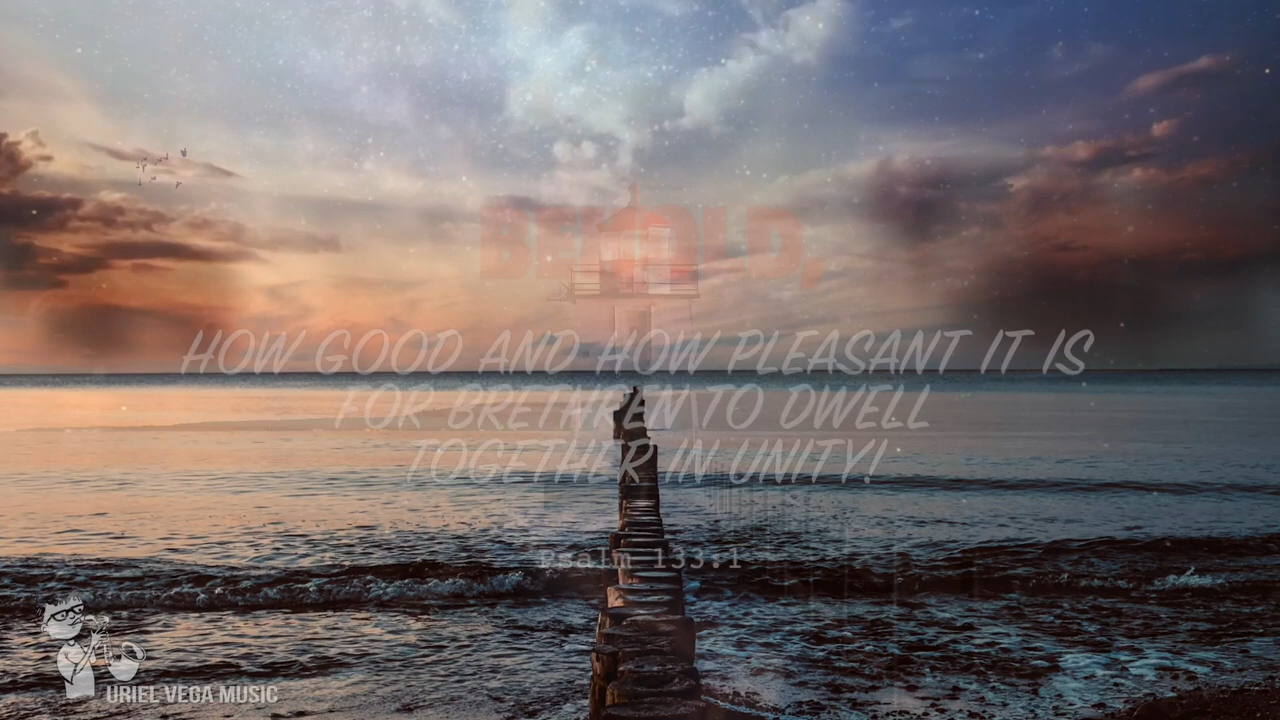 BEHOLD,
HOW GOOD AND HOW PLEASANT IT IS
FOR BRETHREN TO DWELL
TOGETHER IN UNITY!
Psalm 133:1
URIEL VEGA MUSIC